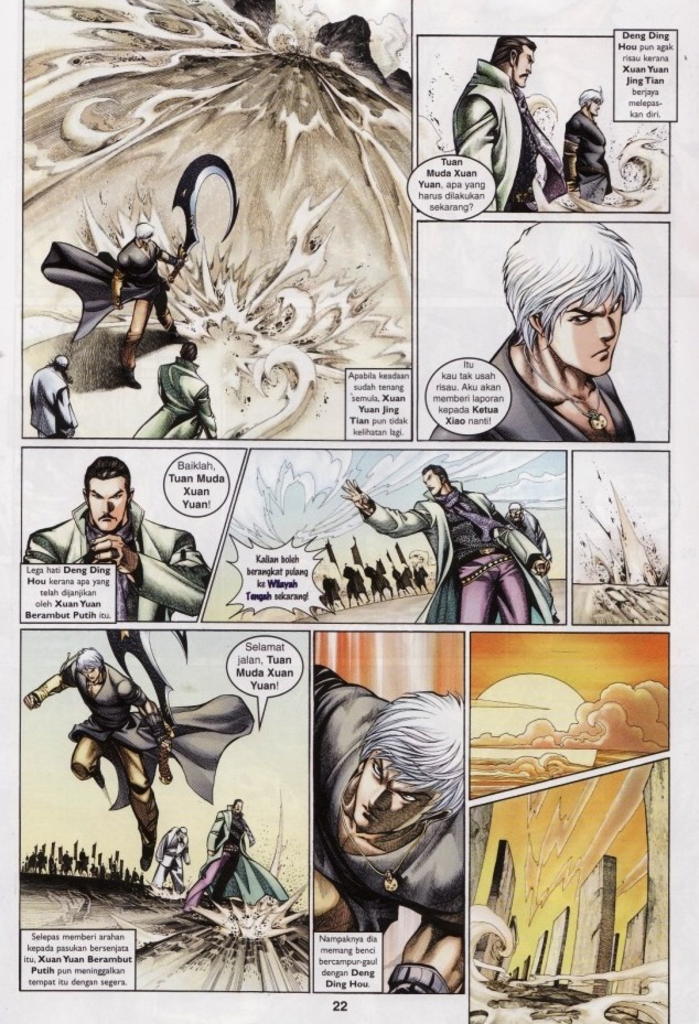 Apabila keadaan
sudah tenang
semula, Xuan
Yuan Jing
Tian pun tidak
kelihatan lagi.
Deng Ding
Hou pun agak
risau kerana
Xuan Yuan
Jing Tian
berjaya
melepas-
kan diri.
Tuan
Muda Xuan
Yuan, apa yang
harus dilakukan
sekarang?
Itu
kau tak usah
risau. Aku akan
memberi laporan
kepada Ketua
Xiao nanti!
Baiklah,
Tuan Muda
Xuan
Yuan!
Lega hati Deng Ding
Hou kerana apa yang
telah dijanjikan
oleh Xuan Yuan
Berambut Putih itu.
Kalian boleh
berangkat pulang
ke Wilayah
Tengah sekarang!
Selamat
jalan, Tuan
Muda Xuan
Yuan!
Selepas memberi arahan
kepada pasukan bersenjata
itu, Xuan Yuan Berambut
Putih pun meninggalkan
tempat itu dengan segera.
Nampaknya dia
memang benci
bercampur-gaul
dengan Deng
Ding Hou.
22